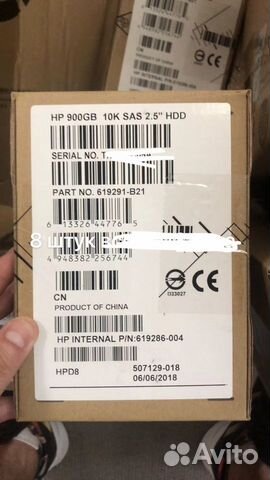 HP 900GB 10K SAS 2.5" HDD
SERIAL NO. T
PART NO. 619291-B21
6 13326 44776 5
8 штук
4 948382 256744
D33027
CE
CN
PRODUCT OF CHINA
HP INTERNAL P/N:619286-004
HPD8
507129-018
06/06/2018
Avito